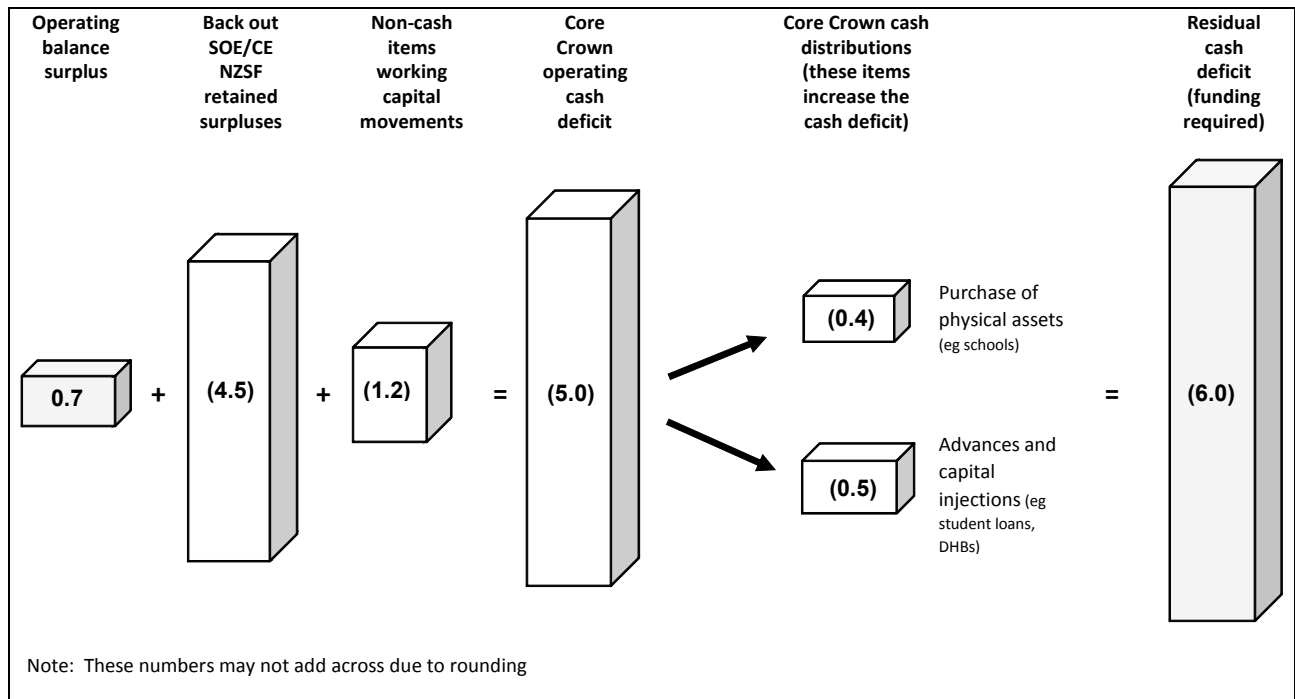 Operating
balance
surplus
Back out
SOE/CE
NZSF
retained
surpluses
Non-cash
items
working
capital
movements
Core
Crown
operating
cash
deficit
Core Crown cash
distributions
(these items
increase the
cash deficit)
Residual
cash
deficit
(funding
required)
0.7
+
(4.5)
+
(1.2)
=
(5.0)
(0.4)
Purchase of
physical assets
(eg schools)
(0.5)
Advances and
capital
injections (eg
student loans,
DHBs)
=
(6.0)
Note: These numbers may not add across due to rounding